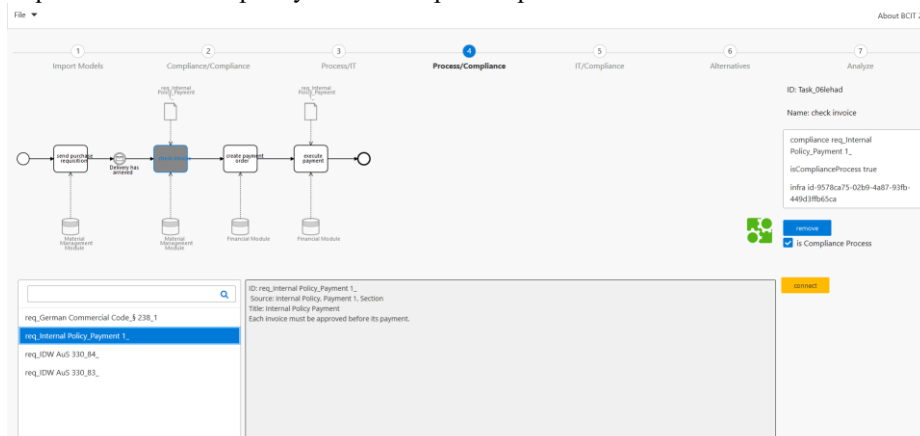 File
About BCIT
1
2
3
4
5
6
7
Import Models
Compliance/Compliance
Process/IT
Process/Compliance
IT/Compliance
Alternatives
Analyze
req_Internal
Policy_Payment
req_Internal
Policy_Payment
send purchase
requisition
Delivery has
arrieved
check invoice
create payment
order
execute
payment
Material
Management
Module
Material
Management
Module
Financial Module
Financial Module
ID: Task_06lehad
Name: check invoice
compliance req_Internal
Policy_Payment 1_
isComplianceProcess true
infra id-9578ca75-02b9-4a87-93fb-
449d3ffb65ca
remove
is Compliance Process
connect
req_German Commercial Code_§ 238_1
req_Internal Policy_Payment 1_
req_IDW AuS 330_84_
req_IDW AuS 330_83_
ID: req_Internal Policy_Payment 1_
Source: Internal Policy, Payment 1, Section
Title: Internal Policy Payment
Each invoice must be approved before its payment.